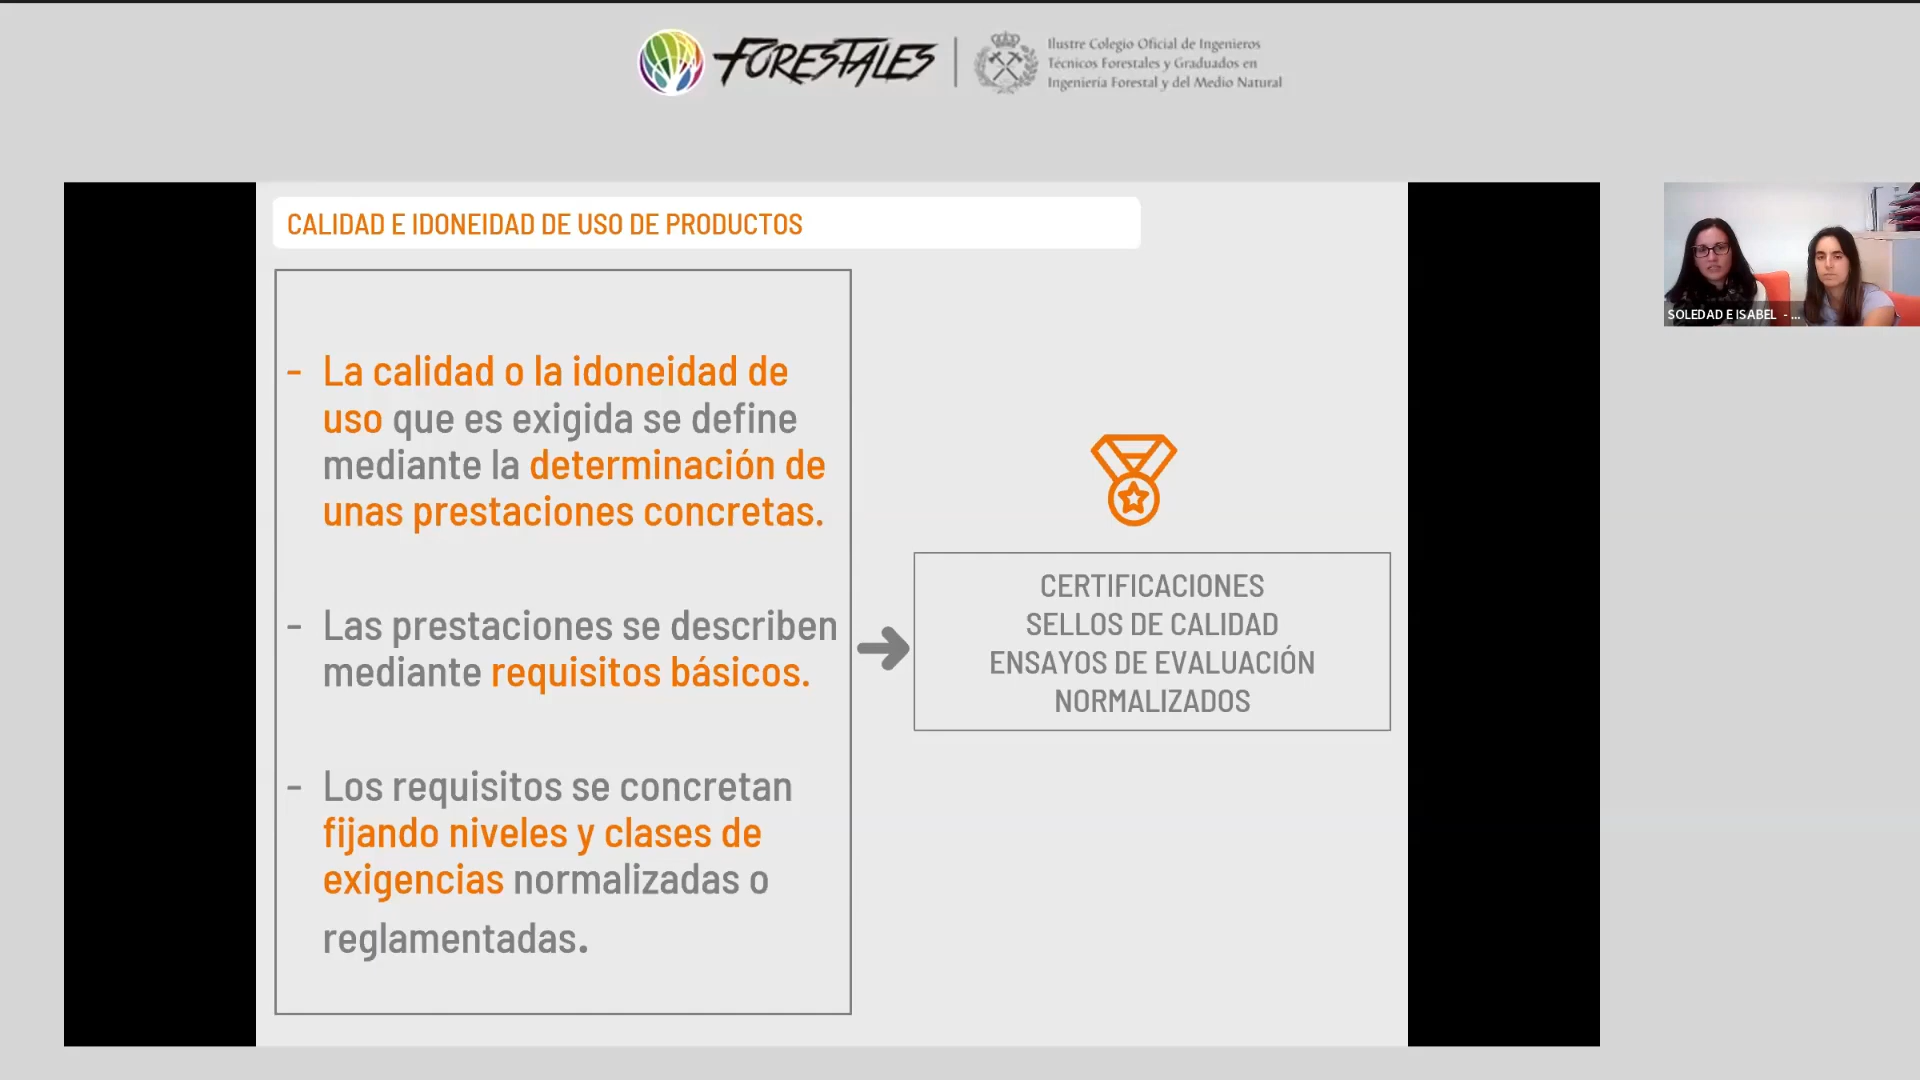 FORESTALES
Ilustre Colegio Oficial de Ingenieros
Técnicos Forestales y Graduados en
Ingeniería Forestal y del Medio Natural
CALIDAD E IDONEIDAD DE USO DE PRODUCTOS
- La calidad o la idoneidad de
uso que es exigida se define
mediante la determinación de
unas prestaciones concretas.
- Las prestaciones se describen
mediante requisitos básicos.
- Los requisitos se concretan
fijando niveles y clases de
exigencias normalizadas o
reglamentadas.
CERTIFICACIONES
SELLOS DE CALIDAD
ENSAYOS DE EVALUACIÓN
NORMALIZADOS
SOLEDAD E ISABEL - ...